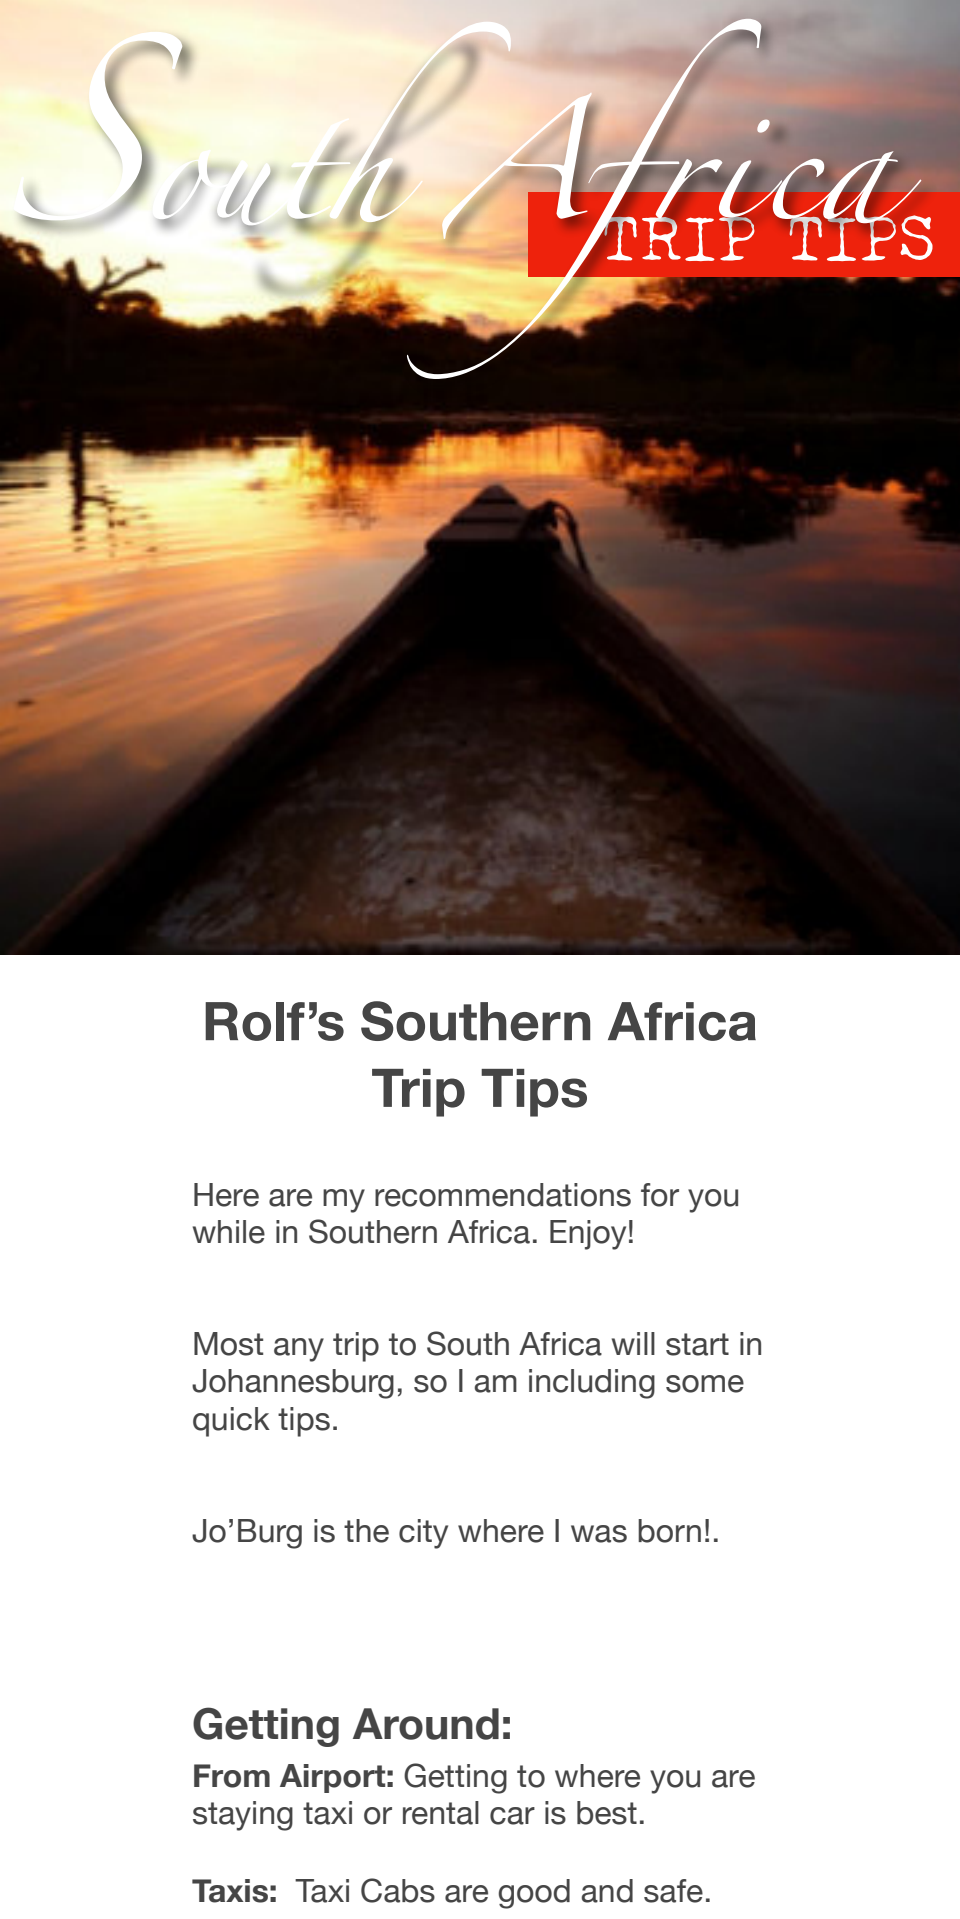 South Africa
TRIP TIPS
Rolf’s Southern Africa
Trip Tips
Here are my recommendations for you
while in Southern Africa. Enjoy!
Most any trip to South Africa will start in
Johannesburg, so I am including some
quick tips.
Jo’Burg is the city where I was born!.
Getting Around:
From Airport: Getting to where you are
staying taxi or rental car is best.
Taxis:  Taxi Cabs are good and safe.